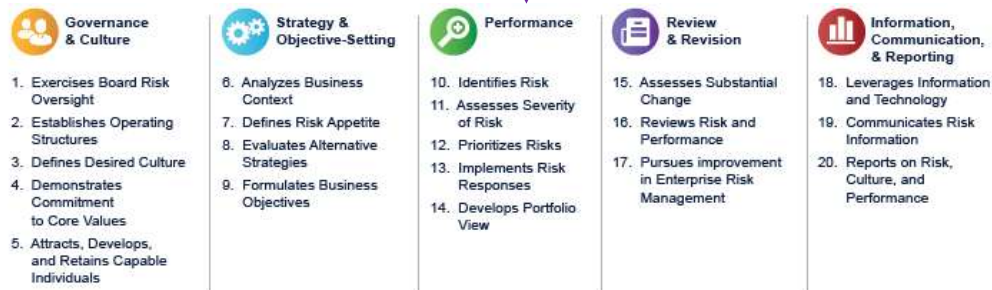 Governance
& Culture
1. Exercises Board Risk
Oversight
2. Establishes Operating
Structures
3. Defines Desired Culture
4. Demonstrates
Commitment
to Core Values
5. Attracts, Develops,
and Retains Capable
Individuals
Strategy &
Objective-Setting
6. Analyzes Business
Context
7. Defines Risk Appetite
8. Evaluates Alternative
Strategies
9. Formulates Business
Objectives
Performance
10. Identifies Risk
11. Assesses Severity
of Risk
12. Prioritizes Risks
13. Implements Risk
Responses
14. Develops Portfolio
View
Review
& Revision
15. Assesses Substantial
Change
16. Reviews Risk and
Performance
17. Pursues improvement
in Enterprise Risk
Management
Information,
Communication,
& Reporting
18. Leverages Information
and Technology
19. Communicates Risk
Information
20. Reports on Risk,
Culture, and
Performance